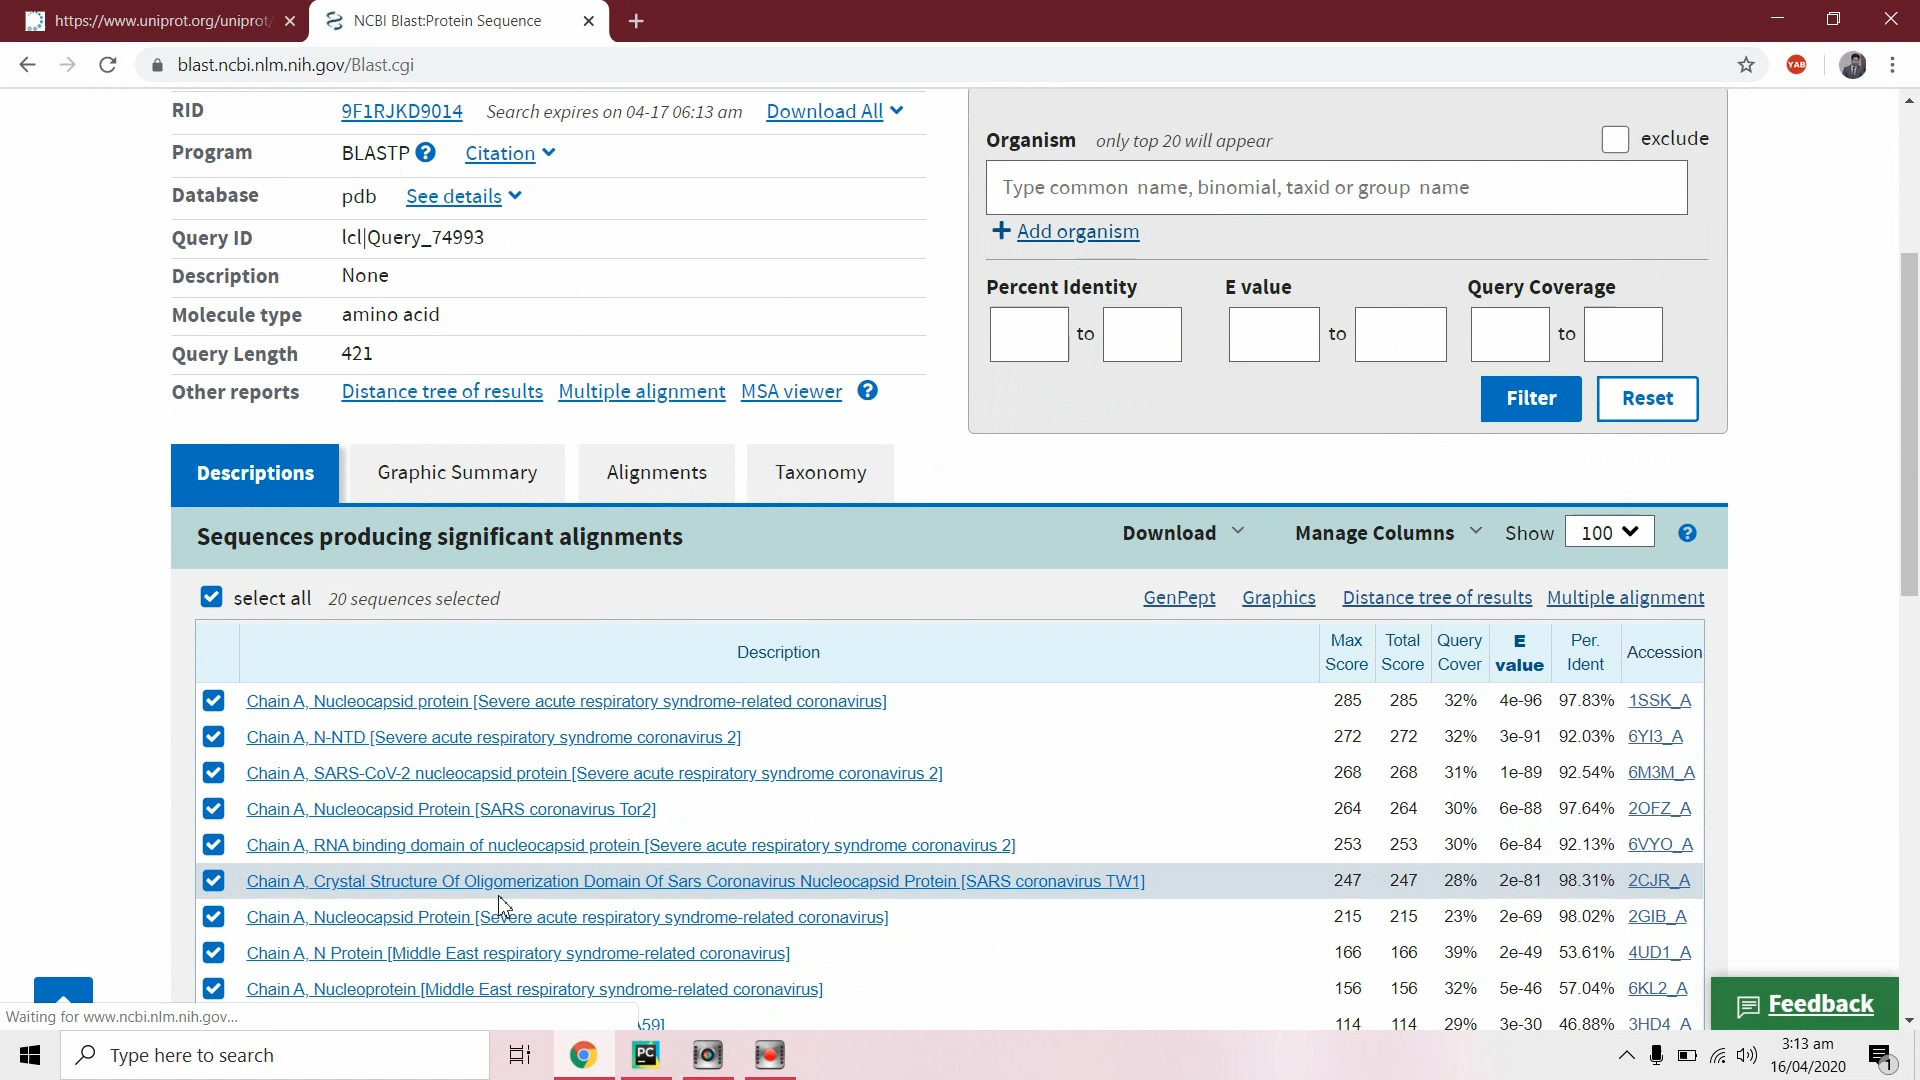 https://www.uniprot.org/uniprot/
NCBI Blast:Protein Sequence
blast.ncbi.nlm.nih.gov/Blast.cgi
YAB
RID 9F1RJKD9014 Search expires on 04-17 06:13 am Download All
Program BLASTP ? Citation
Database pdb See details
Query ID lcl|Query_74993
Description None
Molecule type amino acid
Query Length 421
Other reports Distance tree of results Multiple alignment MSA viewer ?
Organism only top 20 will appear exclude
Type common name, binomial, taxid or group name
+ Add organism
Percent Identity E value Query Coverage
to to to
Filter Reset
Descriptions Graphic Summary Alignments Taxonomy
Sequences producing significant alignments Download Manage Columns Show 100 ?
select all 20 sequences selected GenPept Graphics Distance tree of results Multiple alignment
Description Max Score Total Score Query Cover E value Per. Ident Accession
Chain A, Nucleocapsid protein [Severe acute respiratory syndrome-related coronavirus] 285 285 32% 4e-96 97.83% 1SSK_A
Chain A, N-NTD [Severe acute respiratory syndrome coronavirus 2] 272 272 32% 3e-91 92.03% 6YI3_A
Chain A, SARS-CoV-2 nucleocapsid protein [Severe acute respiratory syndrome coronavirus 2] 268 268 31% 1e-89 92.54% 6M3M_A
Chain A, Nucleocapsid Protein [SARS coronavirus Tor2] 264 264 30% 6e-88 97.64% 2OFZ_A
Chain A, RNA binding domain of nucleocapsid protein [Severe acute respiratory syndrome coronavirus 2] 253 253 30% 6e-84 92.13% 6VYO_A
Chain A, Crystal Structure Of Oligomerization Domain Of Sars Coronavirus Nucleocapsid Protein [SARS coronavirus TW1] 247 247 28% 2e-81 98.31% 2CJR_A
Chain A, Nucleocapsid Protein [Severe acute respiratory syndrome-related coronavirus] 215 215 23% 2e-69 98.02% 2GIB_A
Chain A, N Protein [Middle East respiratory syndrome-related coronavirus] 166 166 39% 2e-49 53.61% 4UD1_A
Chain A, Nucleoprotein [Middle East respiratory syndrome-related coronavirus] 156 156 32% 5e-46 57.04% 6KL2_A
A59] 114 114 29% 3e-30 46.88% 3HD4_A
Feedback
Waiting for www.ncbi.nlm.nih.gov...
Type here to search
PC
3:13 am
16/04/2020
1